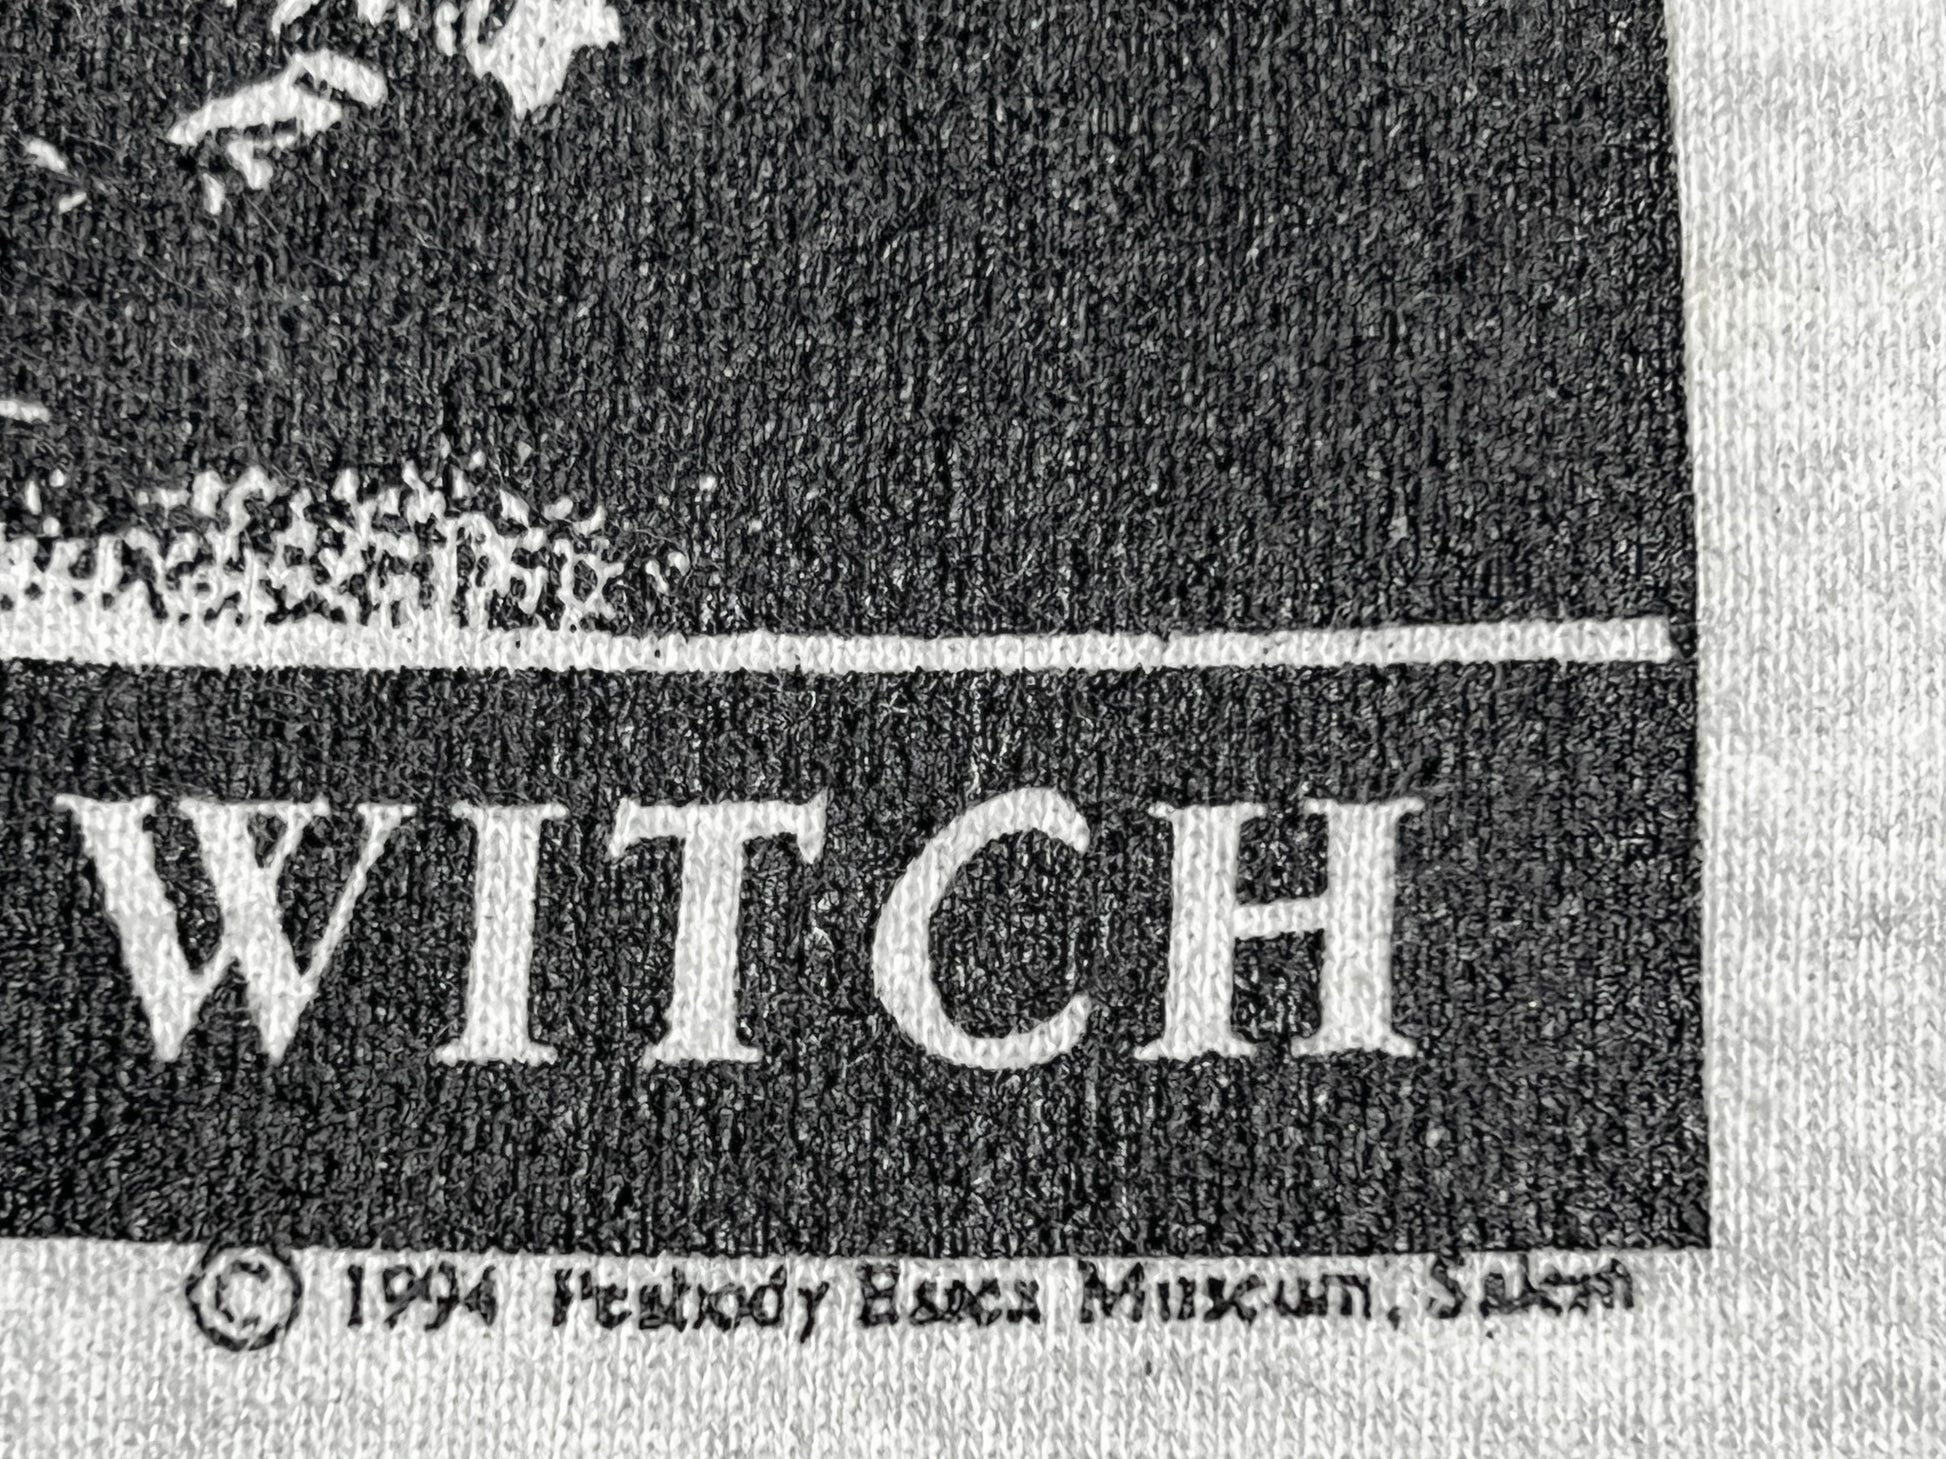 WITCH
© 1994 Peabody Essex Museum, Salem